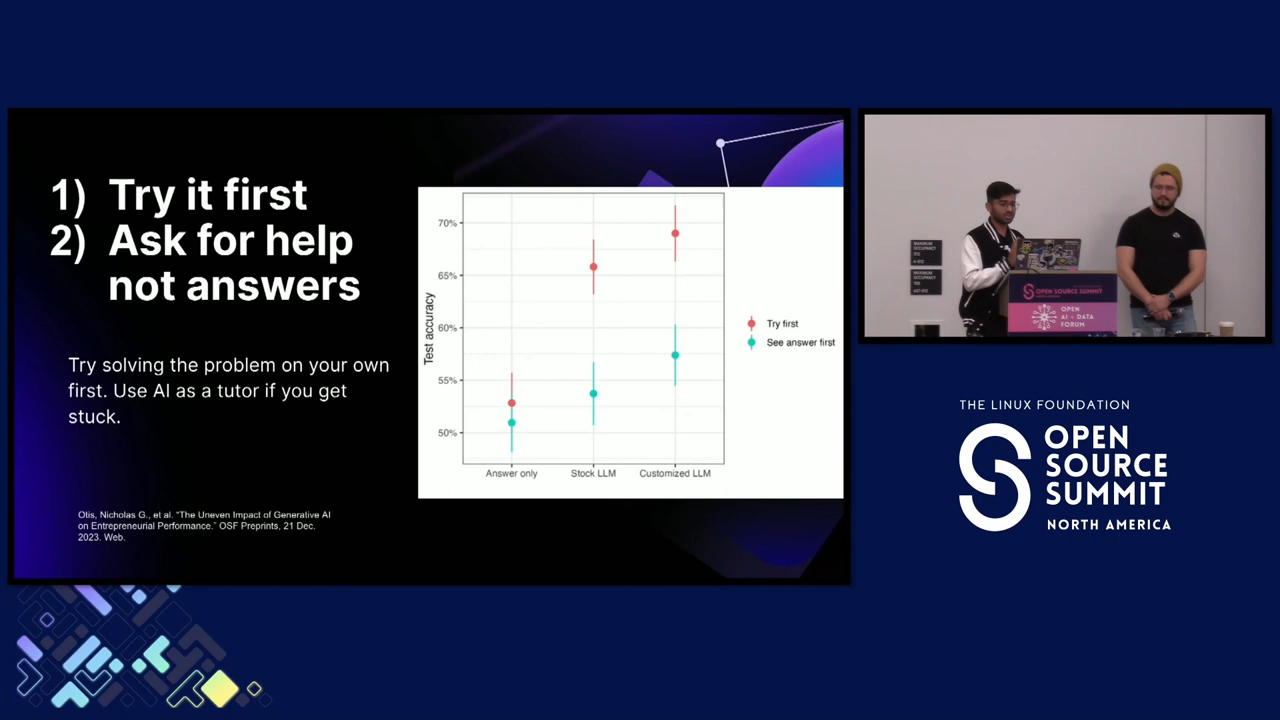 1) Try it first
2) Ask for help
not answers
Try solving the problem on your own
first. Use AI as a tutor if you get
stuck.
Otis, Nicholas G., et al. “The Uneven Impact of Generative AI
on Entrepreneurial Performance.” OSF Preprints, 21 Dec.
2023. Web.
Test accuracy
70%
65%
60%
55%
50%
Answer only
Stock LLM
Customized LLM
Try first
See answer first
MAXIMUM
OCCUPANCY
MAXIMUM
OCCUPANCY
OPEN SOURCE SUMMIT
OPEN
AI + DATA
FORUM
THE LINUX FOUNDATION
OPEN
SOURCE
SUMMIT
NORTH AMERICA